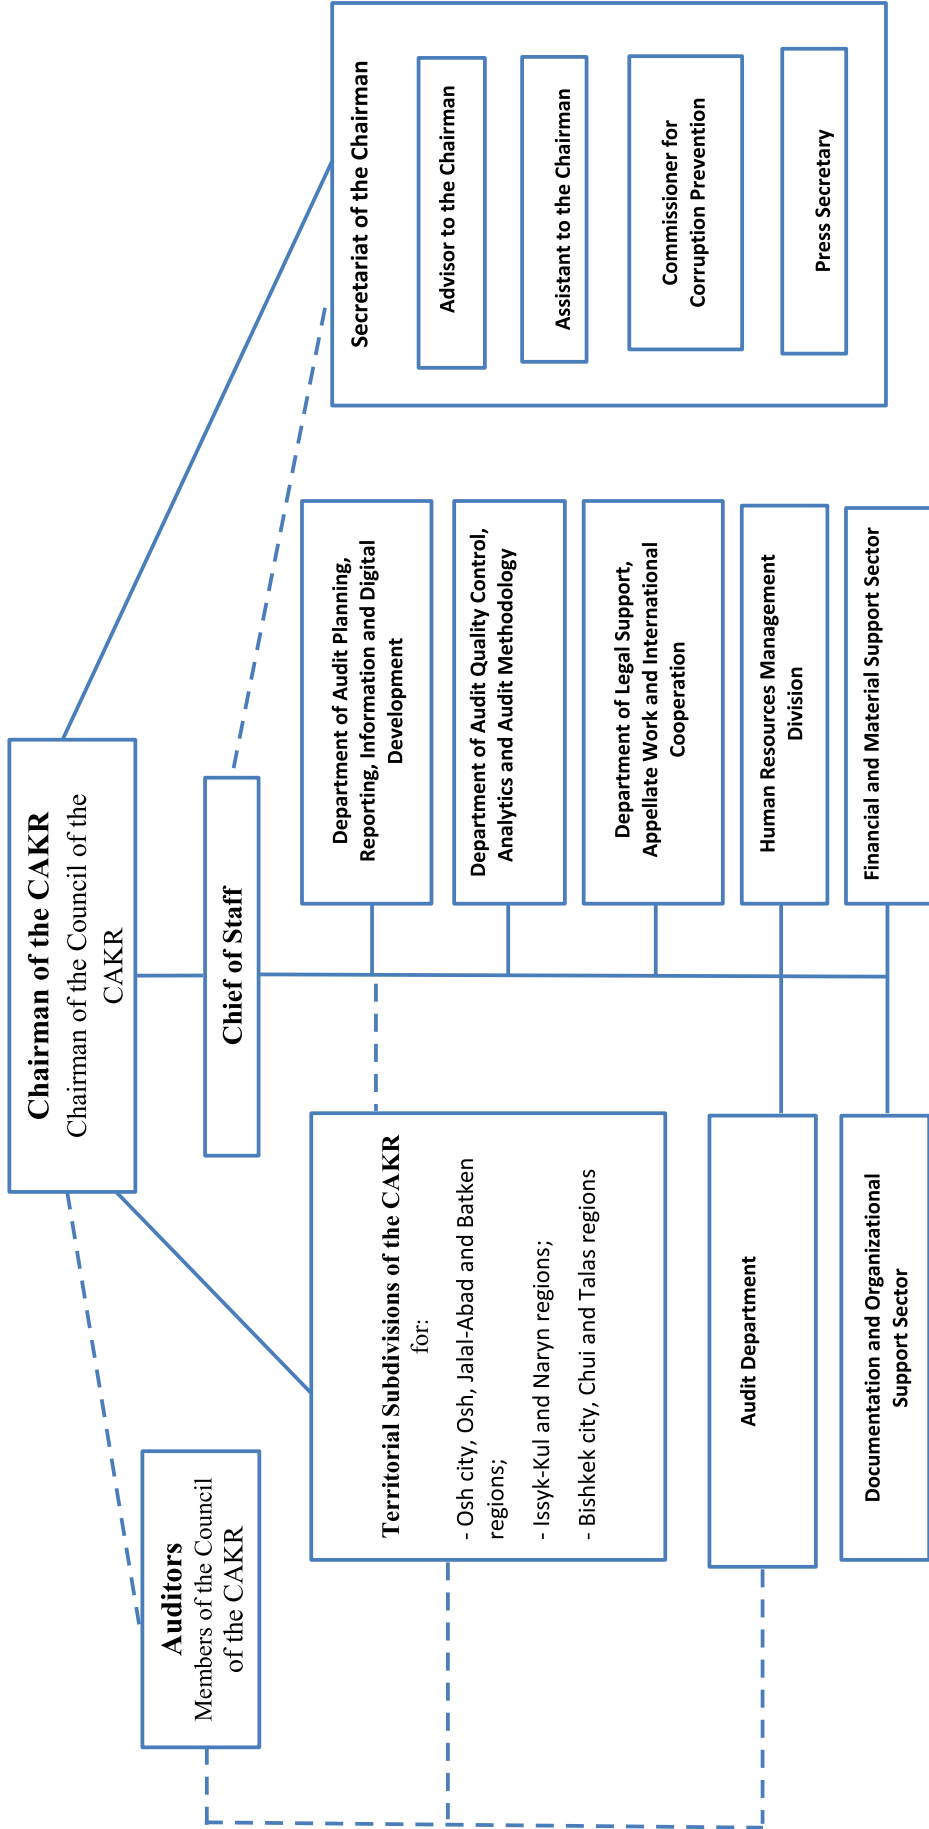 Chairman of the CAKR
Chairman of the Council of the
CAKR
Auditors
Members of the Council
of the CAKR
Chief of Staff
Secretariat of the Chairman
Advisor to the Chairman
Assistant to the Chairman
Commissioner for
Corruption Prevention
Press Secretary
Territorial Subdivisions of the CAKR
for:
- Osh city, Osh, Jalal-Abad and Batken
regions;
- Issyk-Kul and Naryn regions;
- Bishkek city, Chui and Talas regions
Department of Audit Planning,
Reporting, Information and Digital
Development
Department of Audit Quality Control,
Analytics and Audit Methodology
Department of Legal Support,
Appellate Work and International
Cooperation
Audit Department
Human Resources Management
Division
Documentation and Organizational
Support Sector
Financial and Material Support Sector